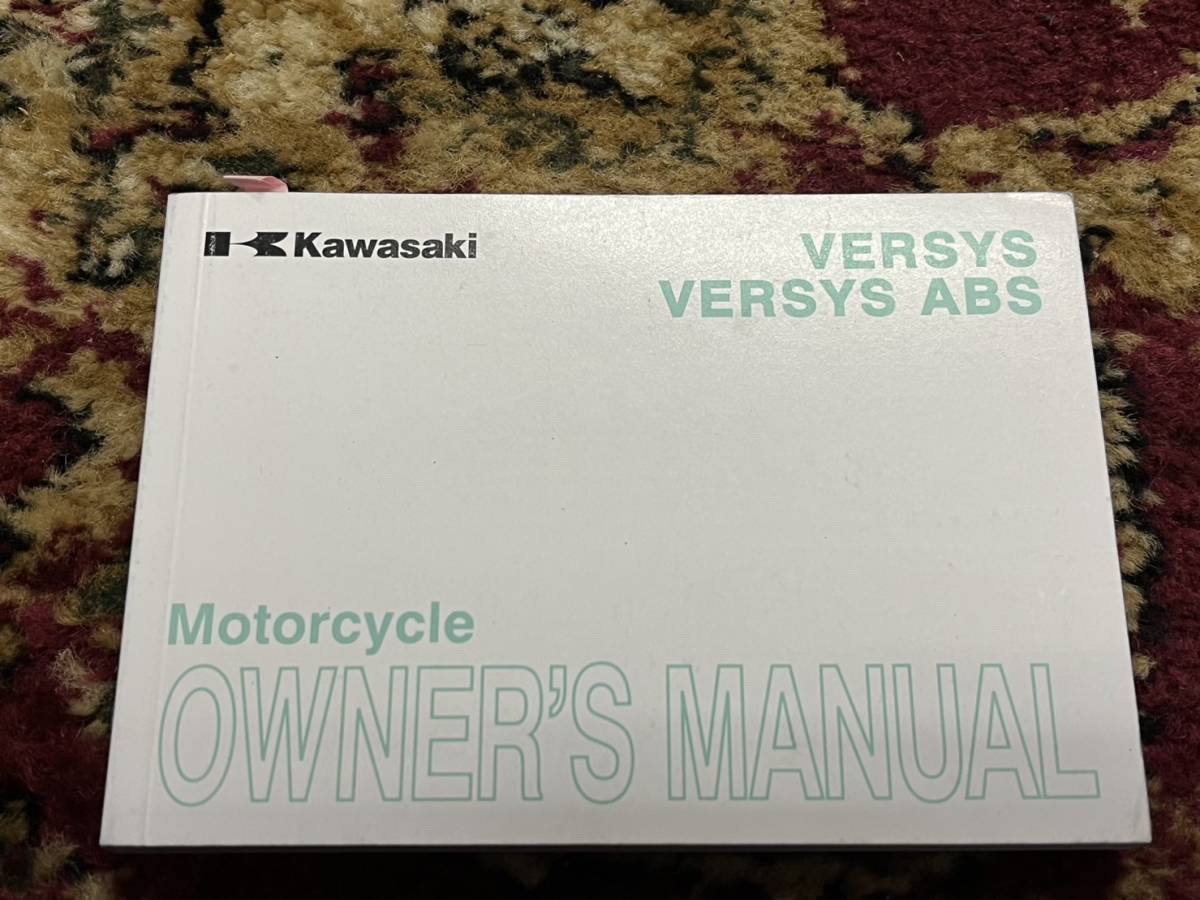 Kawasaki
VERSYS
VERSYS ABS
Motorcycle
OWNER'S MANUAL